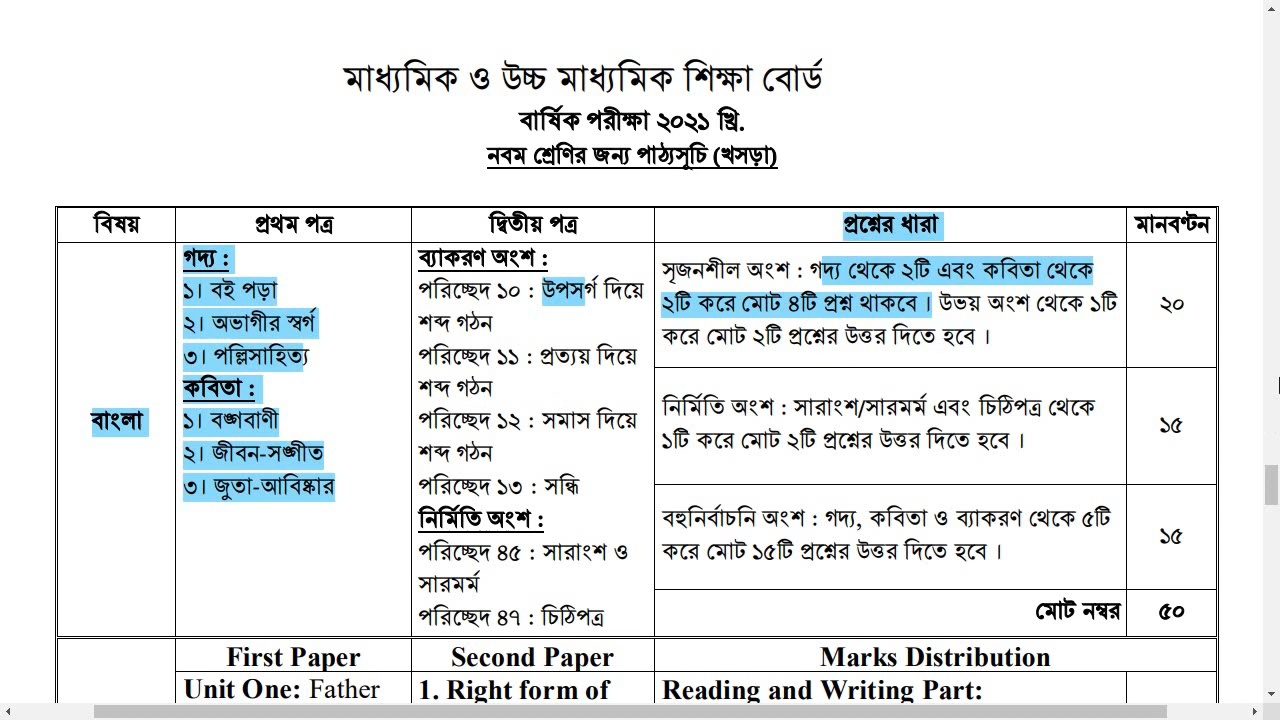 মাধ্যমিক ও উচ্চ মাধ্যমিক শিক্ষা বোর্ড
বার্ষিক পরীক্ষা ২০২১ খ্রি.
নবম শ্রেণির জন্য পাঠ্যসূচি (খসড়া)
বিষয়
প্রথম পত্র
দ্বিতীয় পত্র
প্রশ্নের ধারা
মানবণ্টন
বাংলা
গদ্য :
১। বই পড়া
২। অভাগীর স্বর্গ
৩। পল্লিসাহিত্য
কবিতা :
১। বঙ্গবাণী
২। জীবন-সঙ্গীত
৩। জুতা-আবিষ্কার
ব্যাকরণ অংশ :
পরিচ্ছেদ ১০ : উপসর্গ দিয়ে
শব্দ গঠন
পরিচ্ছেদ ১১ : প্রত্যয় দিয়ে
শব্দ গঠন
পরিচ্ছেদ ১২ : সমাস দিয়ে
শব্দ গঠন
পরিচ্ছেদ ১৩ : সন্ধি
নির্মিতি অংশ :
পরিচ্ছেদ ৪৫ : সারাংশ ও
সারমর্ম
পরিচ্ছেদ ৪৭ : চিঠিপত্র
সৃজনশীল অংশ : গদ্য থেকে ২টি এবং কবিতা থেকে
২টি করে মোট ৪টি প্রশ্ন থাকবে। উভয় অংশ থেকে ১টি
করে মোট ২টি প্রশ্নের উত্তর দিতে হবে।
২০
নির্মিতি অংশ : সারাংশ/সারমর্ম এবং চিঠিপত্র থেকে
১টি করে মোট ২টি প্রশ্নের উত্তর দিতে হবে।
১৫
বহুনির্বাচনি অংশ : গদ্য, কবিতা ও ব্যাকরণ থেকে ৫টি
করে মোট ১৫টি প্রশ্নের উত্তর দিতে হবে।
১৫
মোট নম্বর
৫০
First Paper
Second Paper
Marks Distribution
Unit One: Father
1. Right form of
Reading and Writing Part: